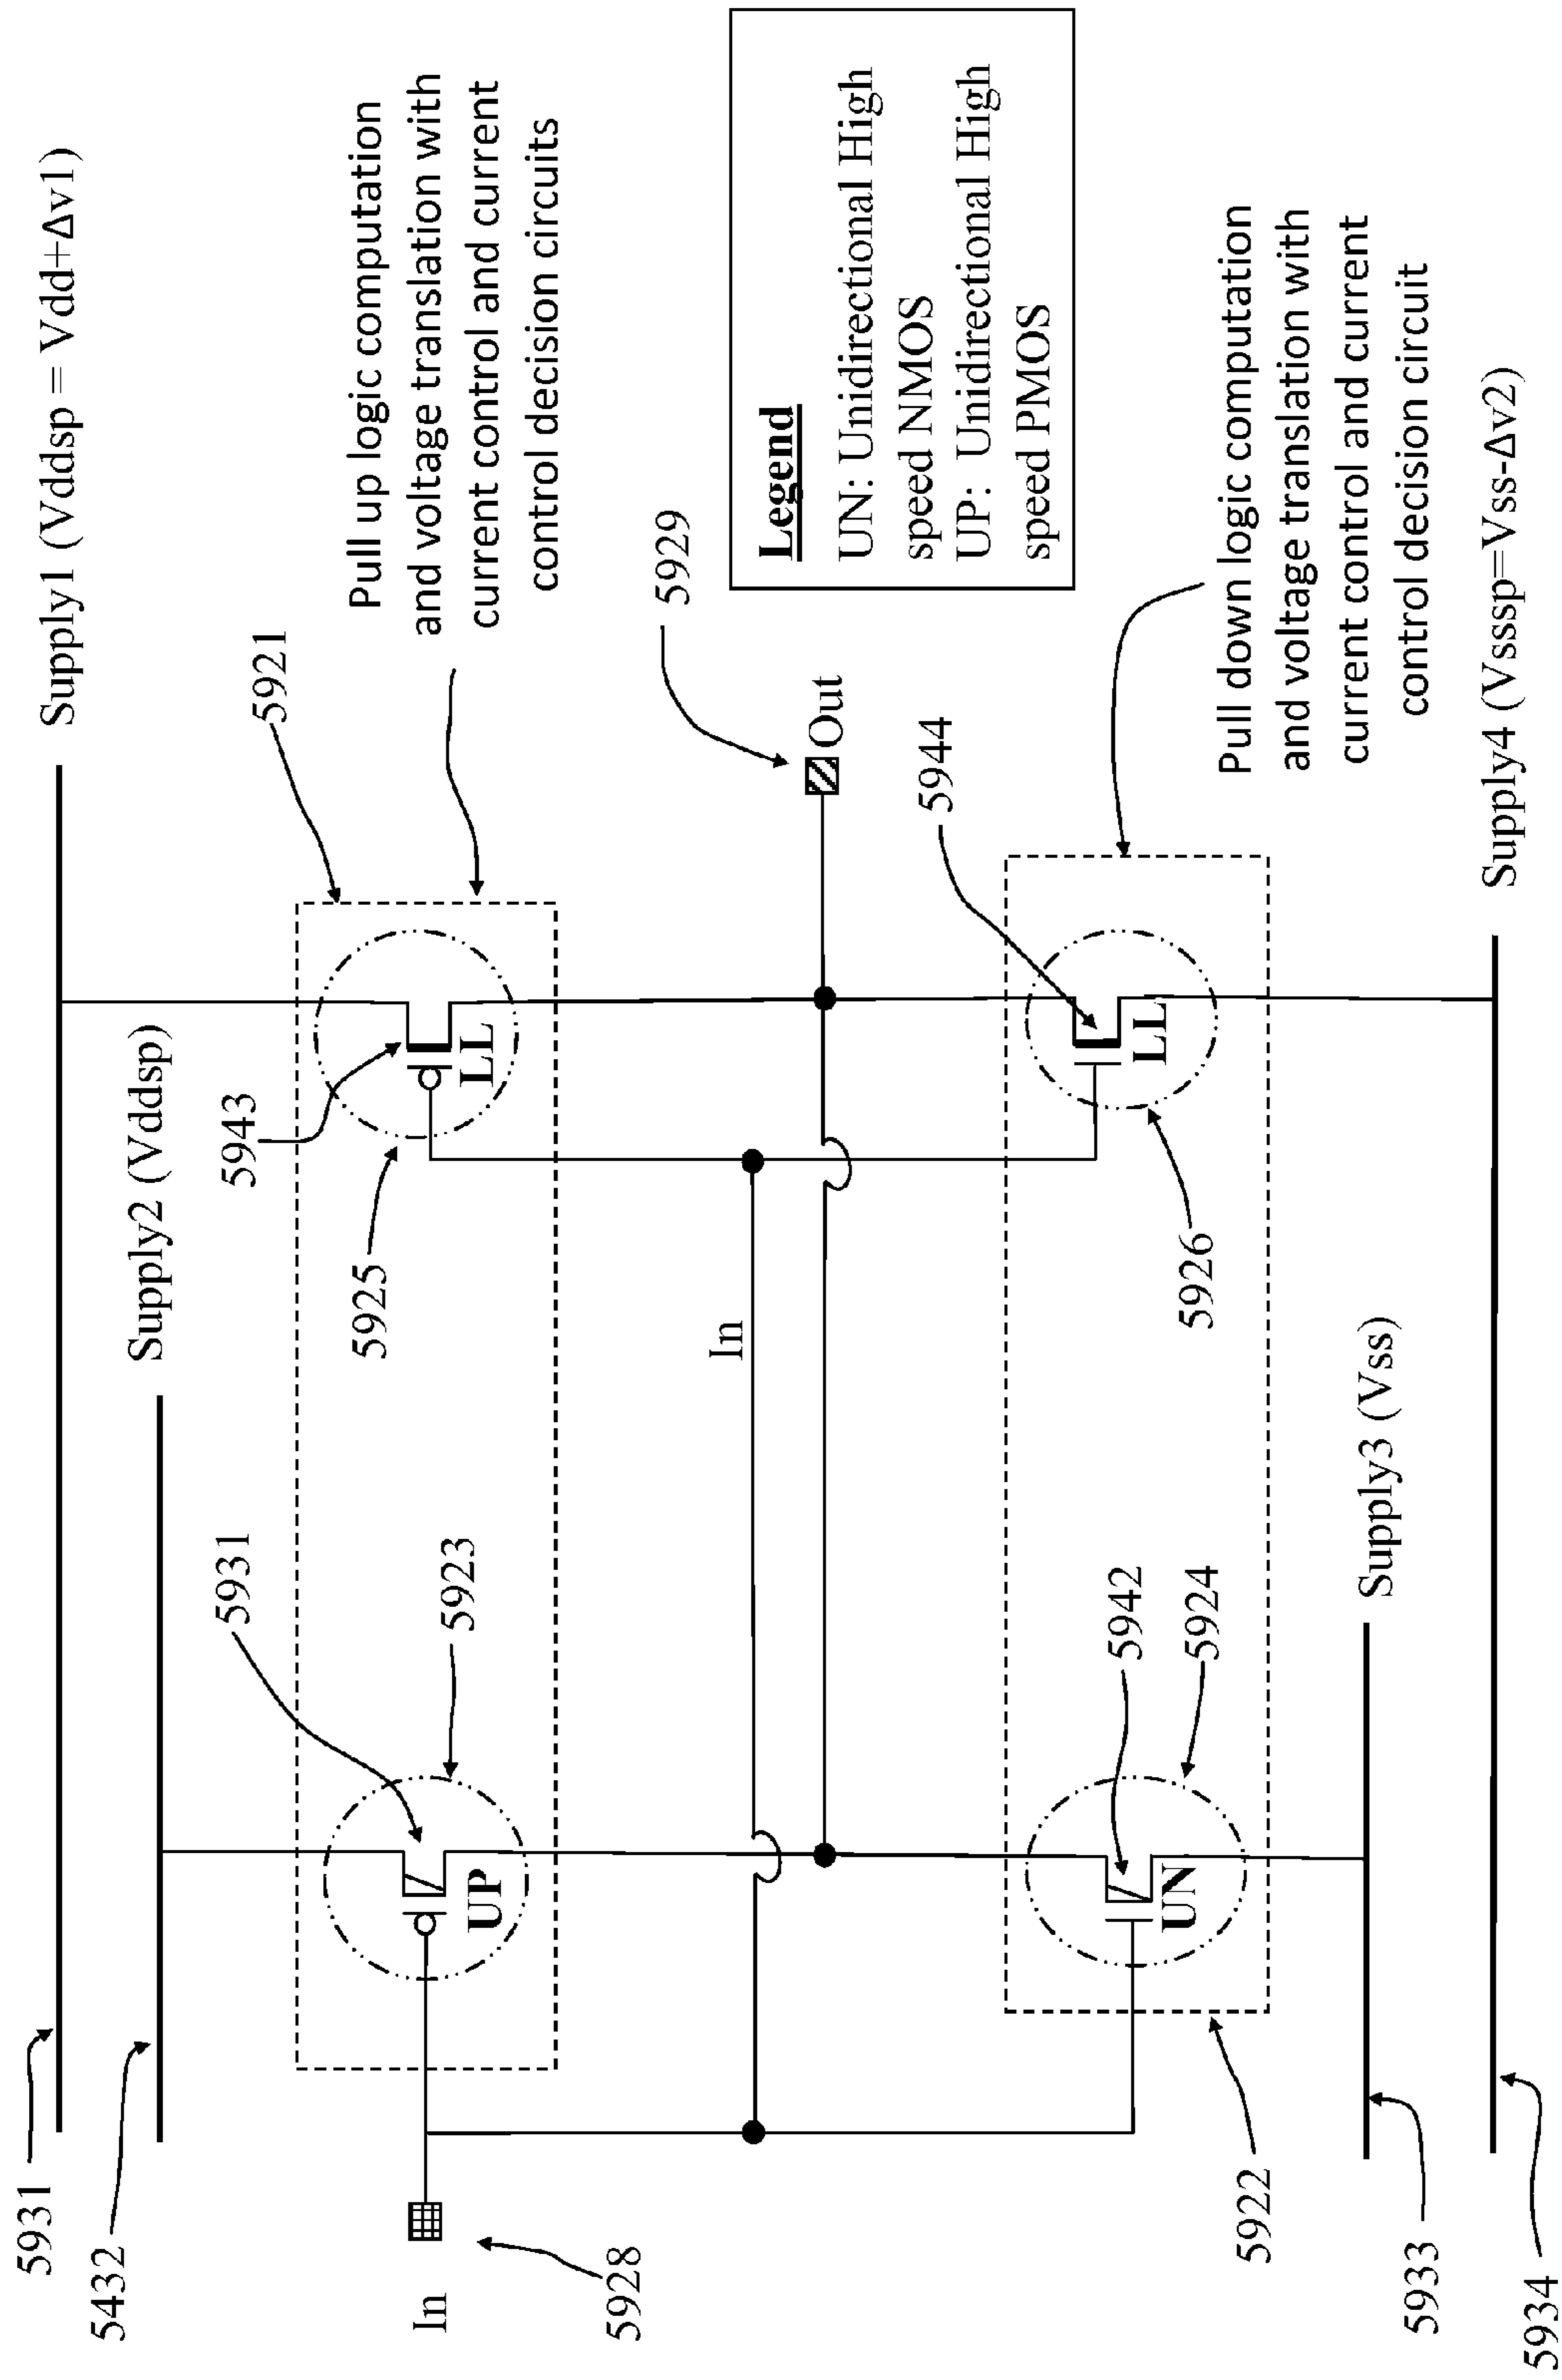 Supply1 (Vddsp = Vdd+Δv1)
Supply2 (Vddsp)
5931
5432
5921
Pull up logic computation
and voltage translation with
current control and current
control decision circuits
5943
LL
5925
5931
UP
5923
In
5928
In
5929
Out
Legend
UN: Unidirectional High
speed NMOS
UP: Unidirectional High
speed PMOS
5944
LL
5926
5942
UN
5924
5922
Pull down logic computation
and voltage translation with
current control and current
control decision circuit
Supply3 (Vss)
5933
Supply4 (Vsssp=Vss-Δv2)
5934